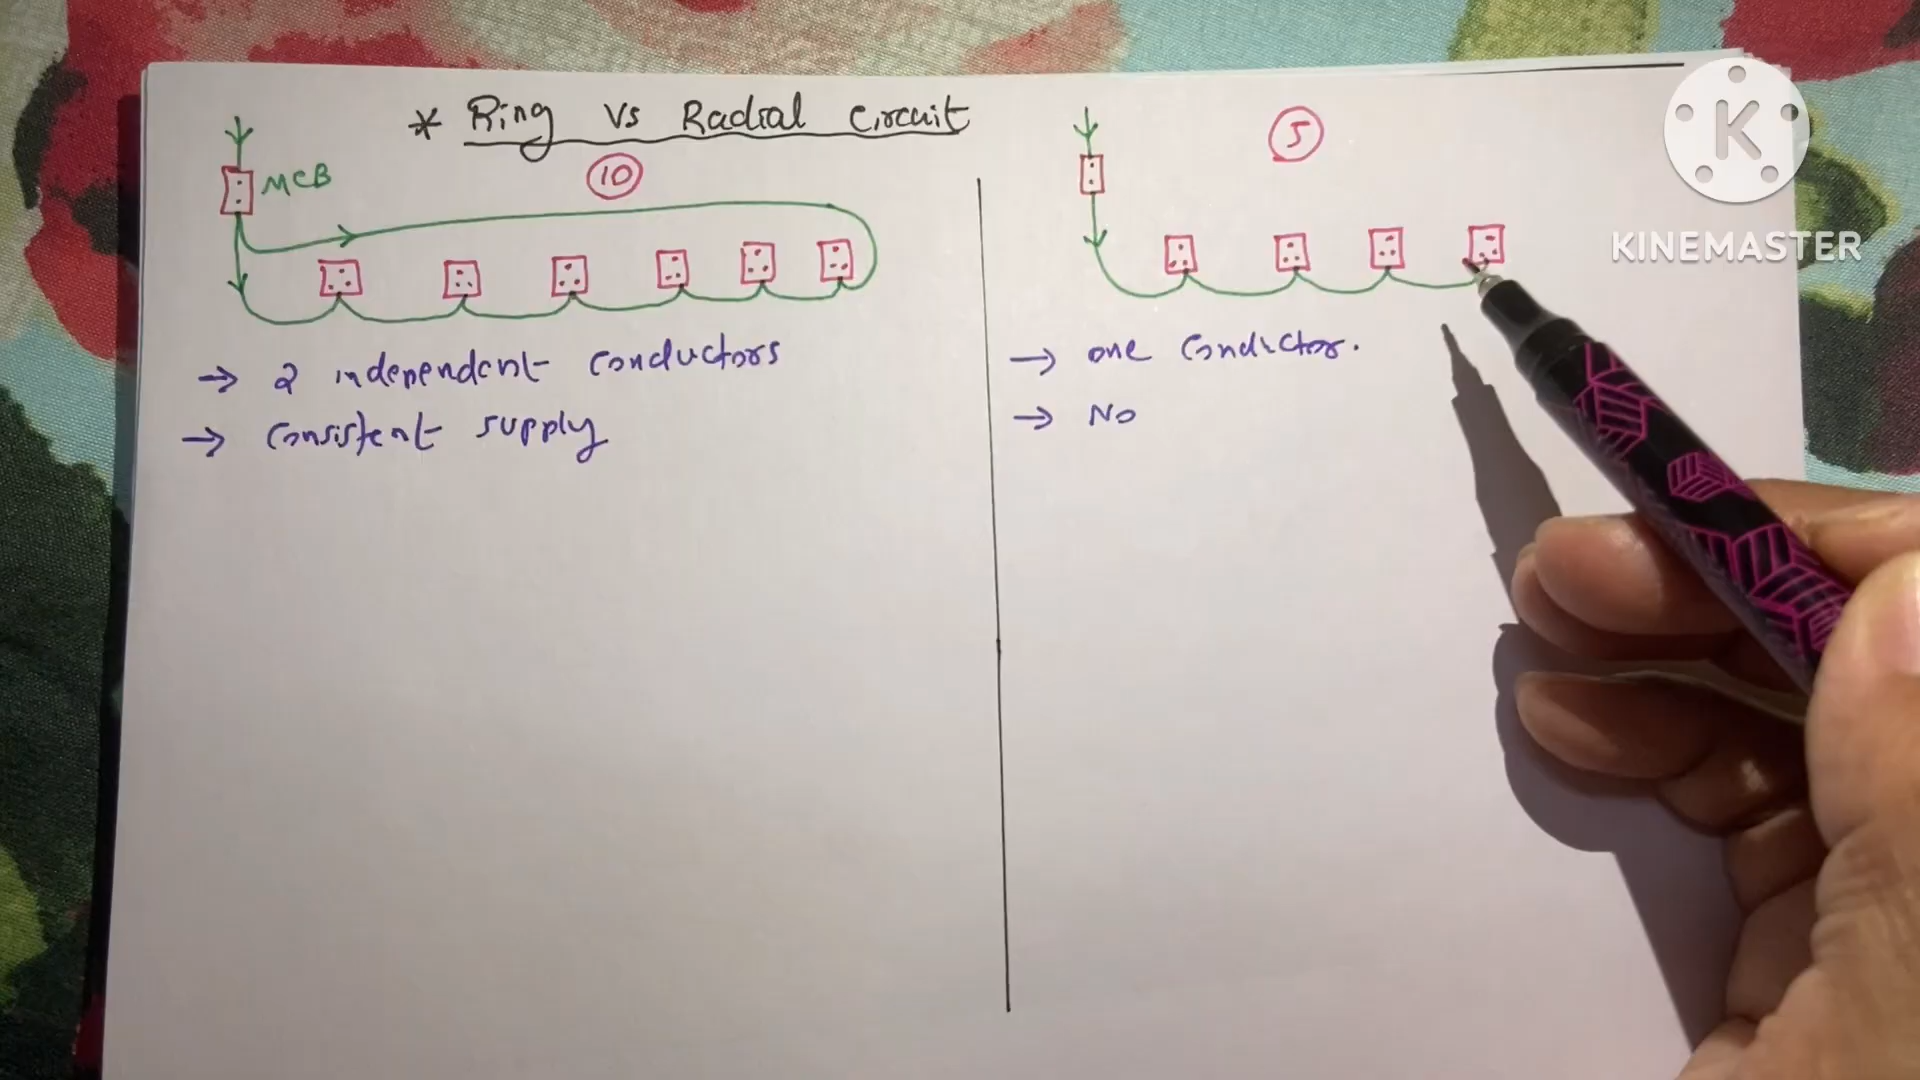 * Ring vs Radial Circuit
MCB
10
→ 2 independent conductors
→ Consistent supply
5
→ one Conductor.
→ No
K
KINEMASTER